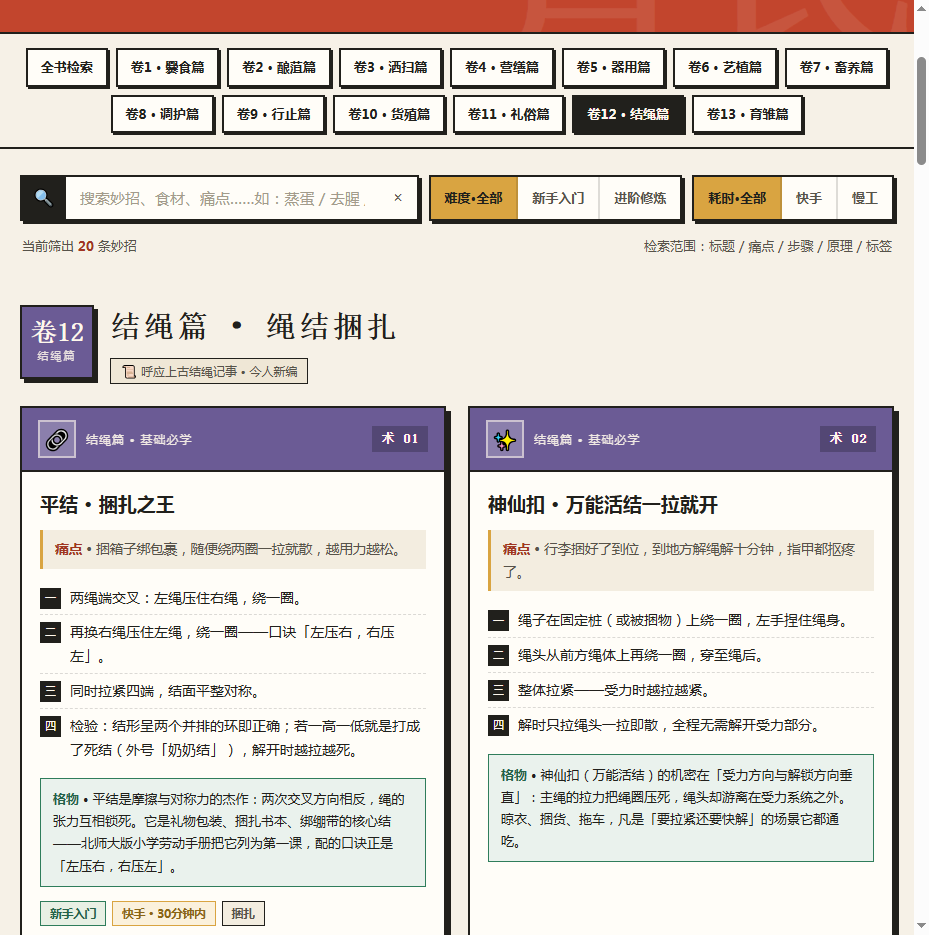 全书检索
卷1 • 爨食篇
卷2 • 酿菹篇
卷3 • 洒扫篇
卷4 • 营缮篇
卷5 • 器用篇
卷6 • 艺植篇
卷7 • 畜养篇
卷8 • 调护篇
卷9 • 行止篇
卷10 • 货殖篇
卷11 • 礼俗篇
卷12 • 结绳篇
卷13 • 育雏篇
搜索妙招、食材、痛点……如：蒸蛋 / 去腥
×
难度•全部
新手入门
进阶修炼
耗时•全部
快手
慢工
当前筛出 20 条妙招
检索范围：标题 / 痛点 / 步骤 / 原理 / 标签
卷12
结绳篇
结绳篇 • 绳结捆扎
呼应上古结绳记事 • 今人新编
结绳篇 • 基础必学
术 01
平结 • 捆扎之王
痛点 • 捆箱子绑包裹，随便绕两圈一拉就散，越用力越松。
一 两绳端交叉：左绳压住右绳，绕一圈。
二 再换右绳压住左绳，绕一圈——口诀「左压右，右压
左」。
三 同时拉紧四端，结面平整对称。
四 检验：结形呈两个并排的环即正确；若一高一低就是打成
了死结（外号「奶奶结」），解开时越拉越死。
格物 • 平结是摩擦与对称力的杰作：两次交叉方向相反，绳的
张力互相锁死。它是礼物包装、捆扎书本、绑绷带的核心结
——北师大版小学劳动手册把它列为第一课，配的口诀正是
「左压右，右压左」。
新手入门
快手 • 30分钟内
捆扎
结绳篇 • 基础必学
术 02
神仙扣 • 万能活结一拉就开
痛点 • 行李捆好了到位，到地方解绳解十分钟，指甲都抠疼
了。
一 绳子在固定桩（或被捆物）上绕一圈，左手捏住绳身。
二 绳头从前方绳体上再绕一圈，穿至绳后。
三 整体拉紧——受力时越拉越紧。
四 解时只拉绳头一拉即散，全程无需解开受力部分。
格物 • 神仙扣（万能活结）的机密在「受力方向与解锁方向垂
直」：主绳的拉力把绳圈压死，绳头却游离在受力系统之外。
晾衣、捆货、拖车，凡是「要拉紧还要快解」的场景它都通
吃。